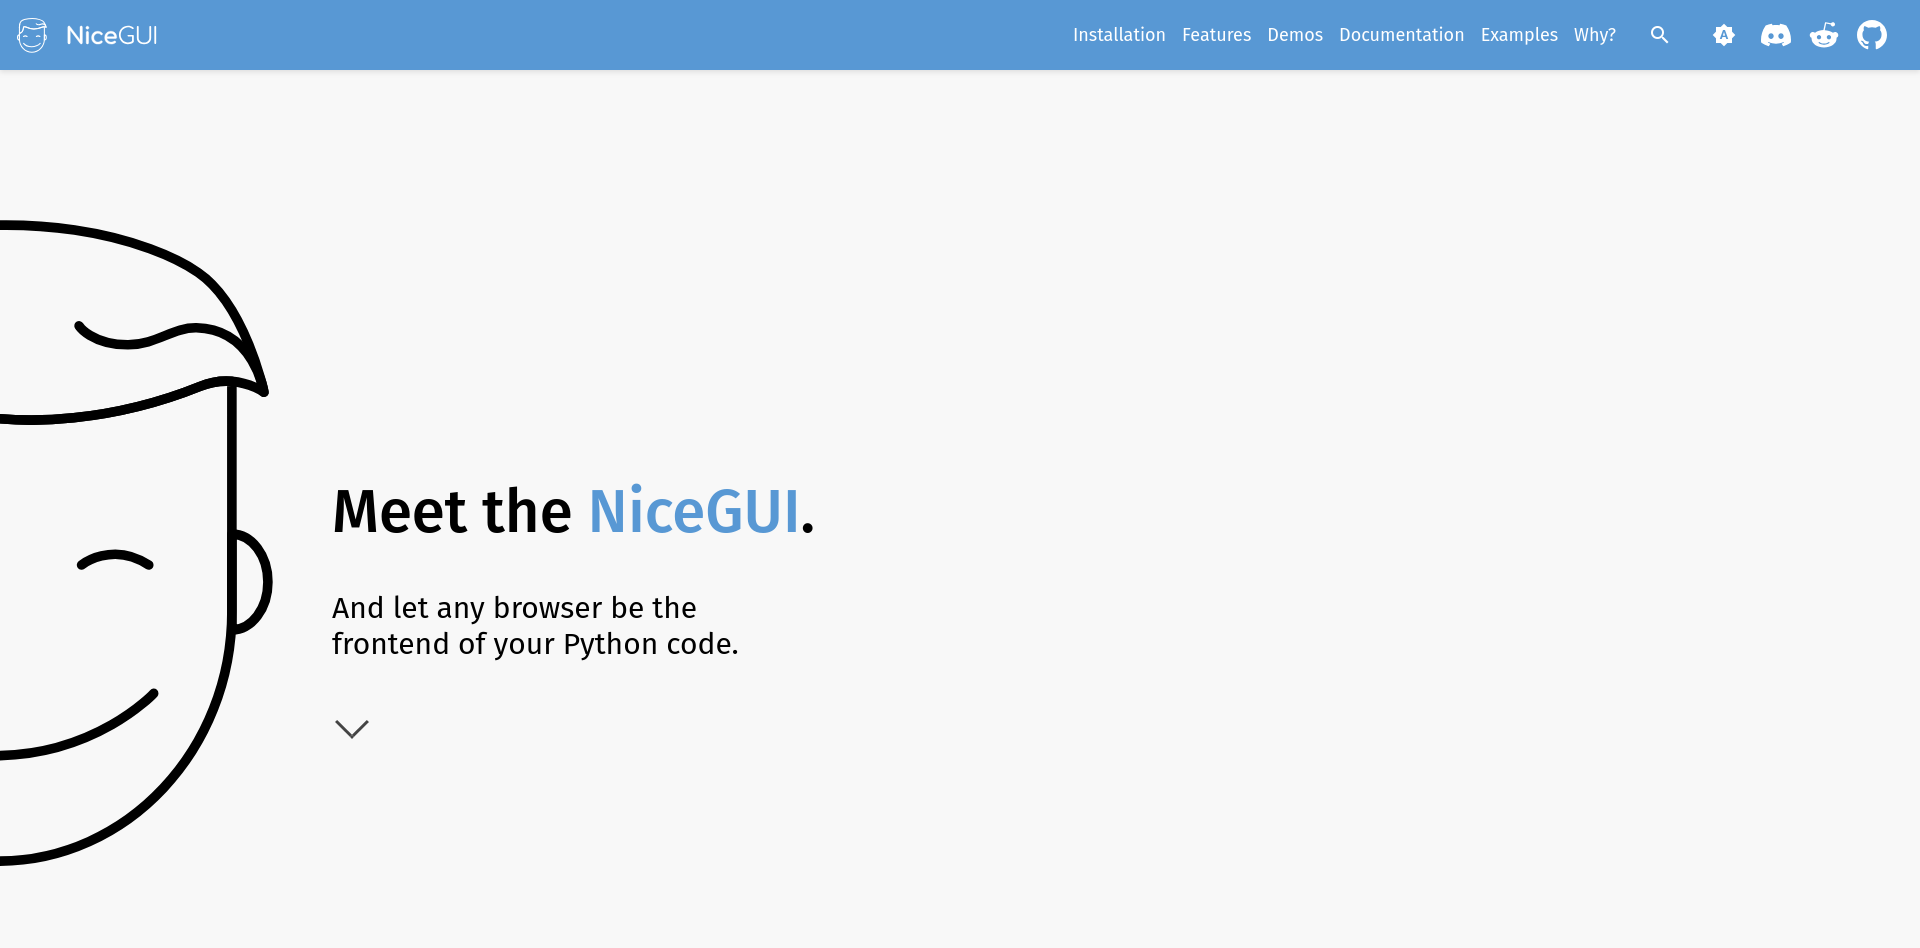 NiceGUI
Installation Features Demos Documentation Examples Why?
A
Meet the NiceGUI.
And let any browser be the
frontend of your Python code.